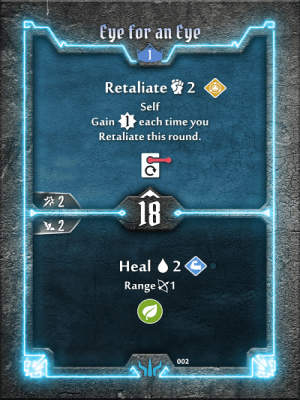 Eye for an Eye
1
Retaliate 2
Self
Gain 1 each time you
Retaliate this round.
2
18
2
Heal 2
Range 1
002